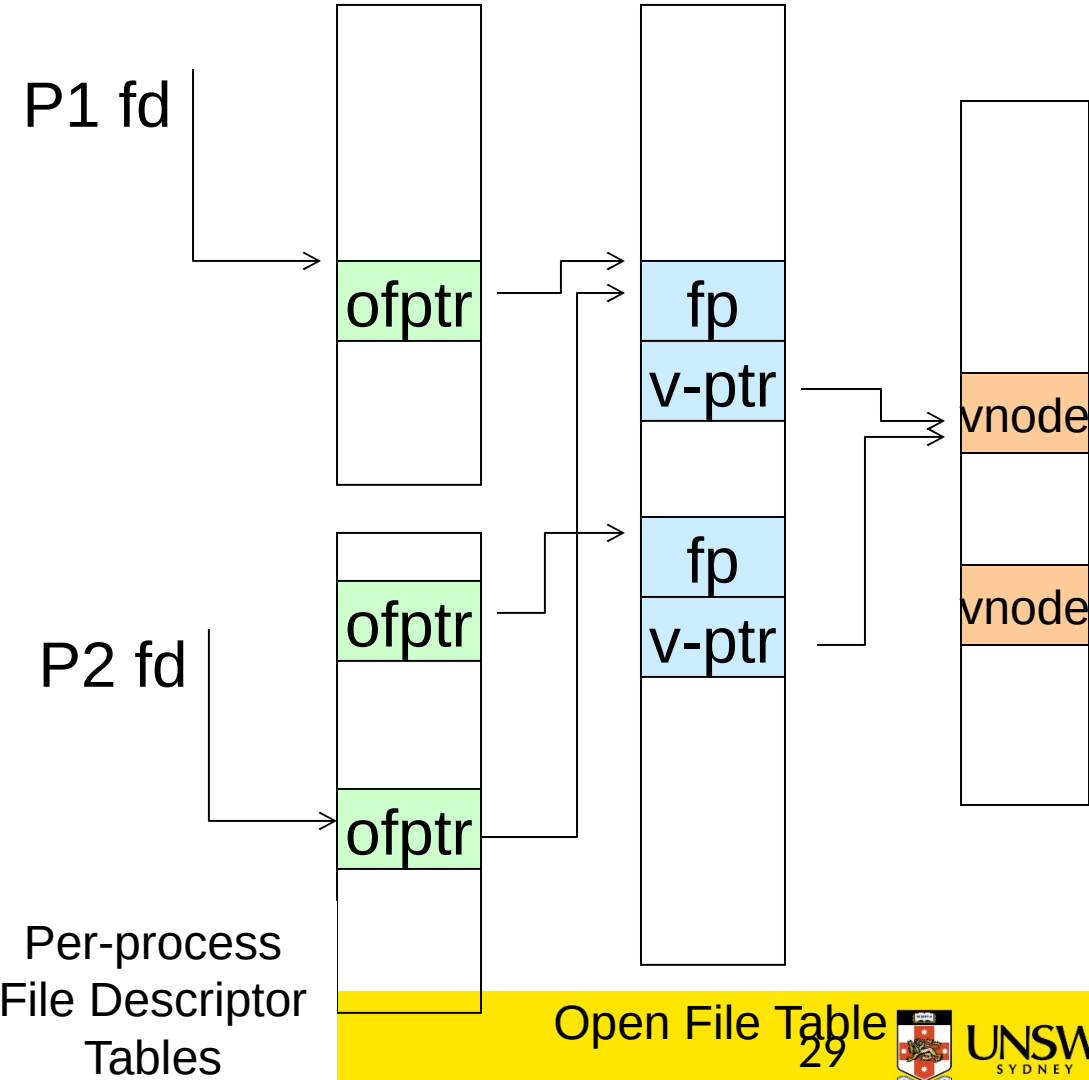 P1 fd
ofptr
fp
v-ptr
vnode
ofptr
fp
v-ptr
vnode
P2 fd
ofptr
Per-process
File Descriptor
Tables
Open File Table
29
UNSW
SYDNEY